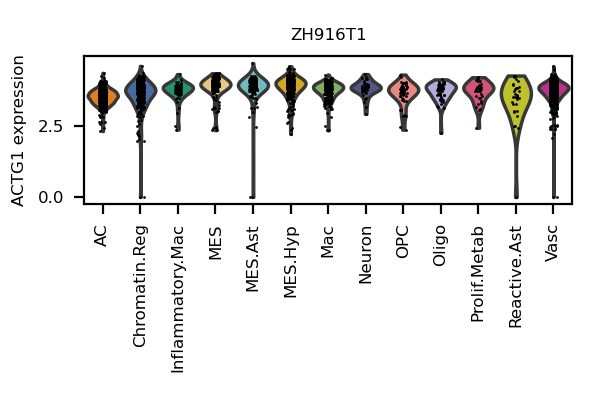 ZH916T1
ACTG1 expression
2.5
0.0
AC
Chromatin.Reg
Inflammatory.Mac
MES
MES.Ast
MES.Hyp
Mac
Neuron
OPC
Oligo
Prolif.Metab
Reactive.Ast
Vasc